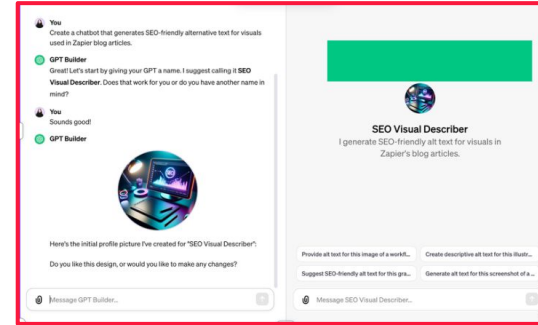 You
Create a chatbot that generates SEO-friendly alternative text for visuals
used in Zapier blog articles.
GPT Builder
Great! Let's start by giving your GPT a name. I suggest calling it SEO
Visual Describer. Does that work for you or do you have another name in
mind?
You
Sounds good!
GPT Builder
SEO
Here's the initial profile picture I've created for "SEO Visual Describer":
Do you like this design, or would you like to make any changes?
Message GPT Builder...
SEO Visual Describer
I generate SEO-friendly alt text for visuals in
Zapier's blog articles.
Provide alt text for this image of a workfl...
Create descriptive alt text for this illustr...
Suggest SEO-friendly alt text for this gra...
Generate alt text for this screenshot of a ...
Message SEO Visual Describer...